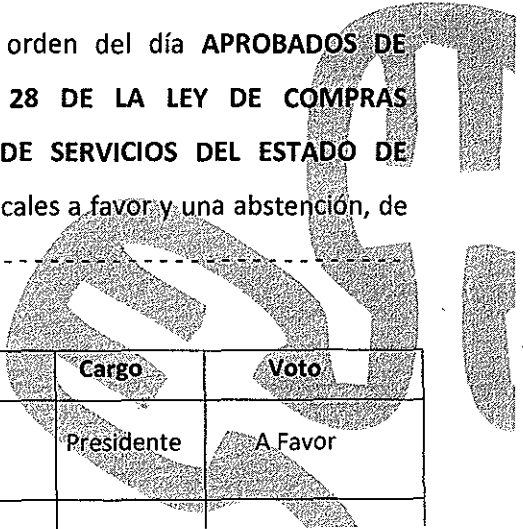 orden del día APROBADOS DE
28 DE LA LEY DE COMPRAS
DE SERVICIOS DEL ESTADO DE
cales a favor y una abstención, de
Cargo Voto
Presidente A Favor